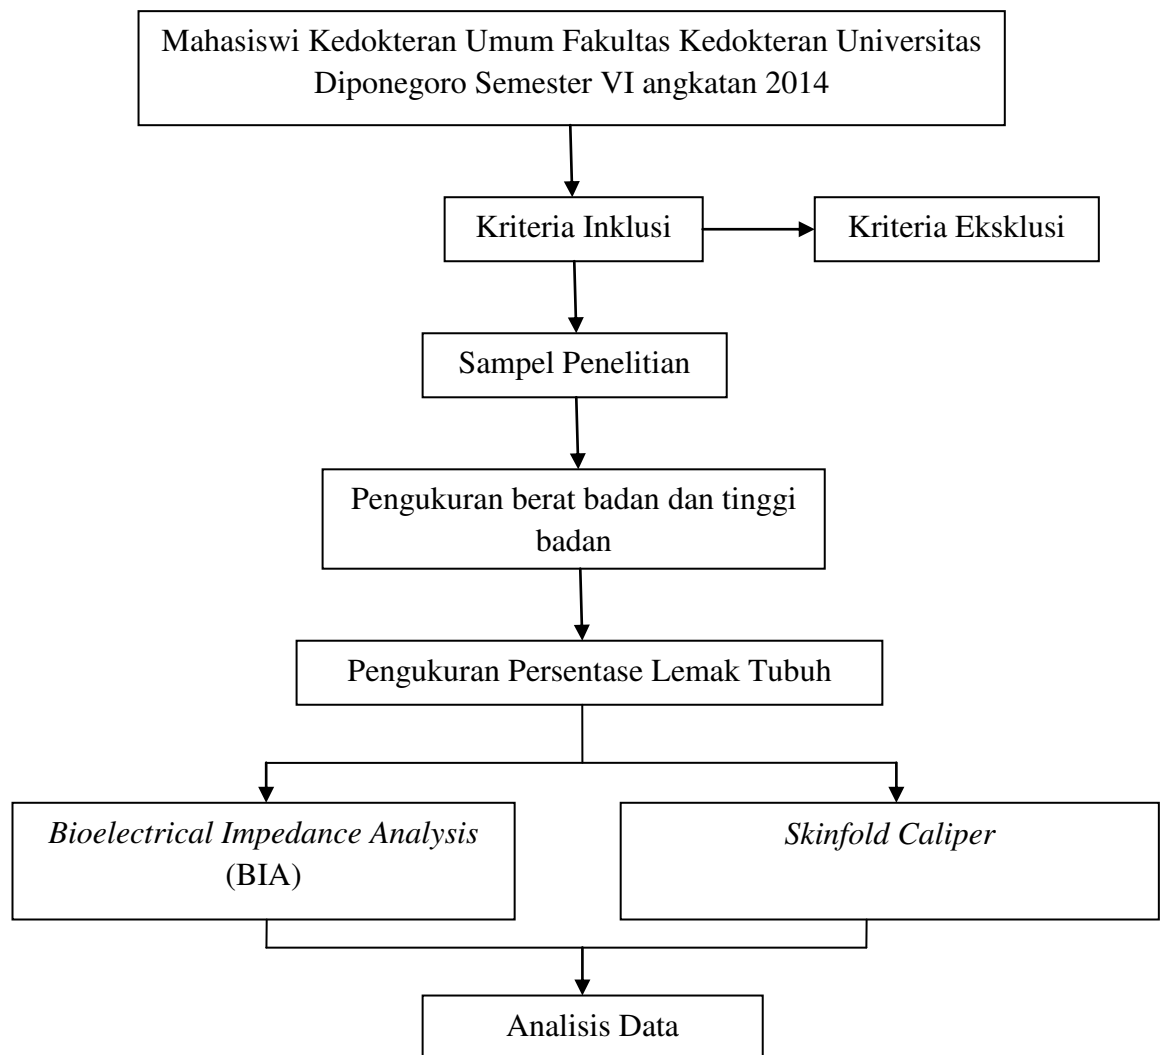 Mahasiswi Kedokteran Umum Fakultas Kedokteran Universitas
Diponegoro Semester VI angkatan 2014
Kriteria Inklusi
Kriteria Eksklusi
Sampel Penelitian
Pengukuran berat badan dan tinggi
badan
Pengukuran Persentase Lemak Tubuh
Bioelectrical Impedance Analysis
(BIA)
Skinfold Caliper
Analisis Data